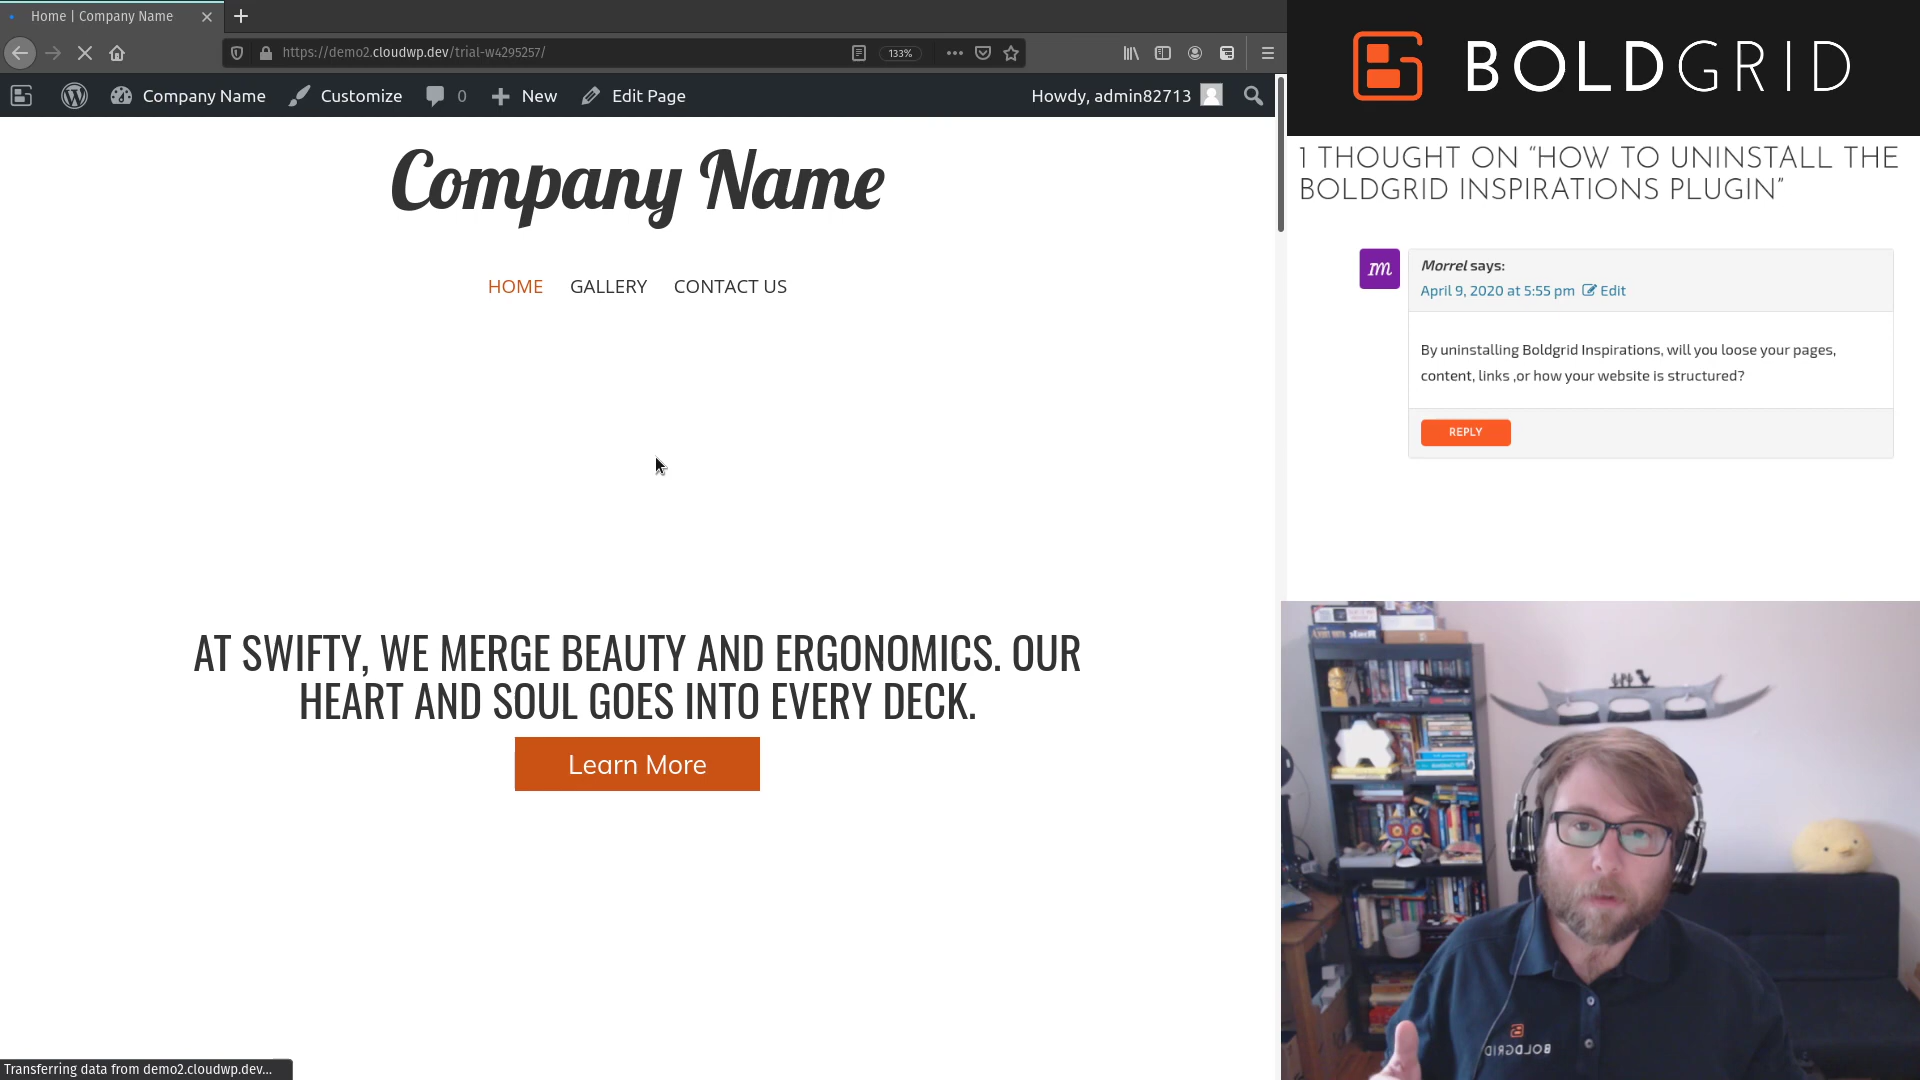 Home | Company Name
https://demo2.cloudwp.dev/trial-w4295257/
133%
Company Name
Customize
0
New
Edit Page
Howdy, admin82713
Company Name
HOME
GALLERY
CONTACT US
AT SWIFTY, WE MERGE BEAUTY AND ERGONOMICS. OUR
HEART AND SOUL GOES INTO EVERY DECK.
Learn More
Transferring data from demo2.cloudwp.dev...
BOLDGRID
1 THOUGHT ON “HOW TO UNINSTALL THE
BOLDGRID INSPIRATIONS PLUGIN”
m
Morrel says:
April 9, 2020 at 5:55 pm Edit
By uninstalling Boldgrid Inspirations, will you loose your pages,
content, links ,or how your website is structured?
REPLY
BOLDGRID